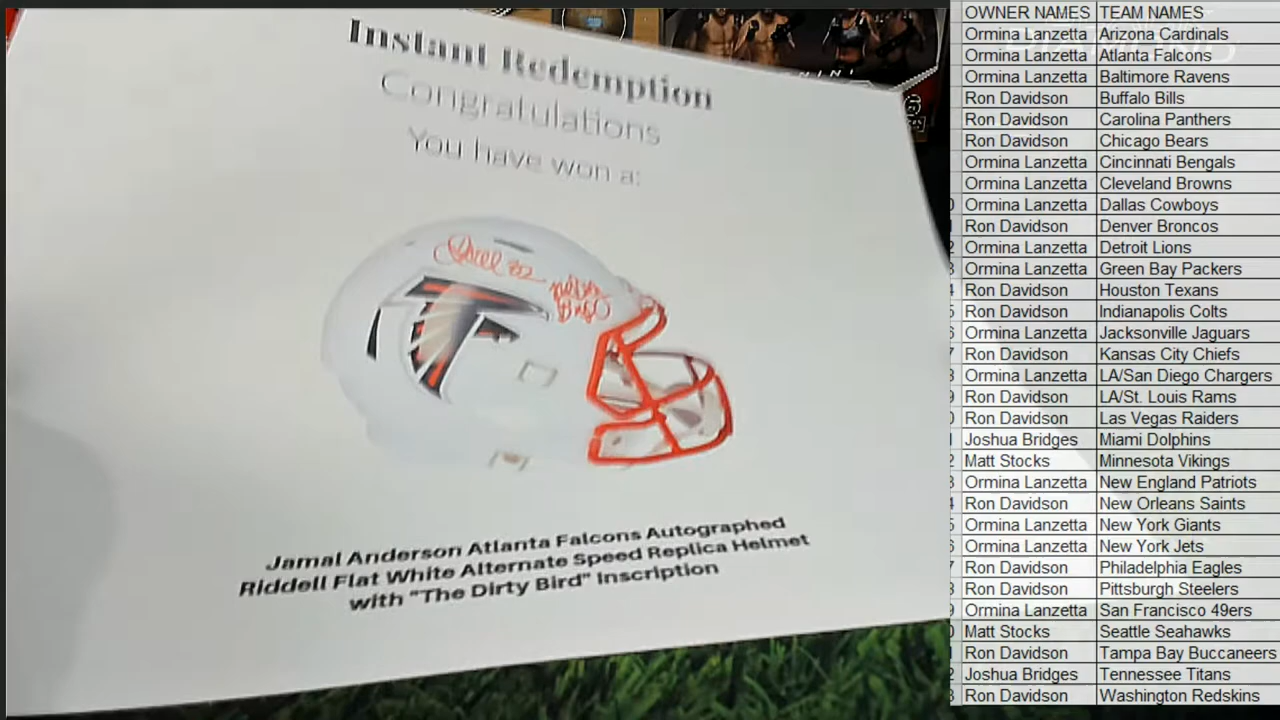 Instant Redemption
Congratulations
You have won a:
Jamal Anderson Atlanta Falcons Autographed
Riddell Flat White Alternate Speed Replica Helmet
with "The Dirty Bird" Inscription
OWNER NAMES TEAM NAMES
Ormina Lanzetta Arizona Cardinals
Ormina Lanzetta Atlanta Falcons
Ormina Lanzetta Baltimore Ravens
Ron Davidson Buffalo Bills
Ron Davidson Carolina Panthers
Ron Davidson Chicago Bears
Ormina Lanzetta Cincinnati Bengals
Ormina Lanzetta Cleveland Browns
Ormina Lanzetta Dallas Cowboys
Ron Davidson Denver Broncos
Ormina Lanzetta Detroit Lions
Ormina Lanzetta Green Bay Packers
Ron Davidson Houston Texans
Ron Davidson Indianapolis Colts
Ormina Lanzetta Jacksonville Jaguars
Ron Davidson Kansas City Chiefs
Ormina Lanzetta LA/San Diego Chargers
Ron Davidson LA/St. Louis Rams
Ron Davidson Las Vegas Raiders
Joshua Bridges Miami Dolphins
Matt Stocks Minnesota Vikings
Ormina Lanzetta New England Patriots
Ron Davidson New Orleans Saints
Ormina Lanzetta New York Giants
Ormina Lanzetta New York Jets
Ron Davidson Philadelphia Eagles
Ron Davidson Pittsburgh Steelers
Ormina Lanzetta San Francisco 49ers
Matt Stocks Seattle Seahawks
Ron Davidson Tampa Bay Buccaneers
Joshua Bridges Tennessee Titans
Ron Davidson Washington Redskins